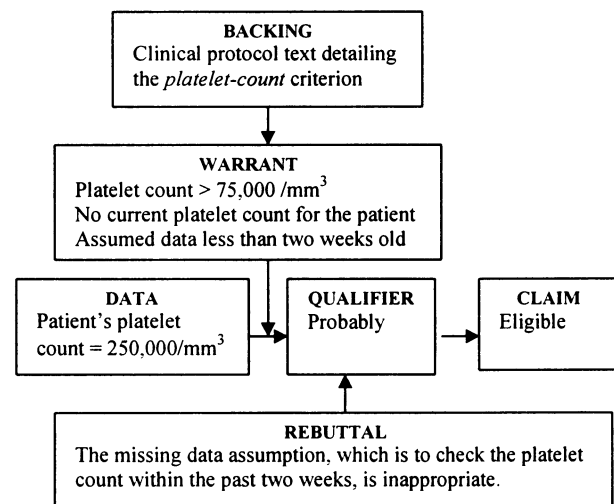 BACKING
Clinical protocol text detailing
the platelet-count criterion
WARRANT
Platelet count > 75,000 /mm³
No current platelet count for the patient
Assumed data less than two weeks old
DATA
Patient's platelet
count = 250,000/mm³
QUALIFIER
Probably
CLAIM
Eligible
REBUTTAL
The missing data assumption, which is to check the platelet
count within the past two weeks, is inappropriate.